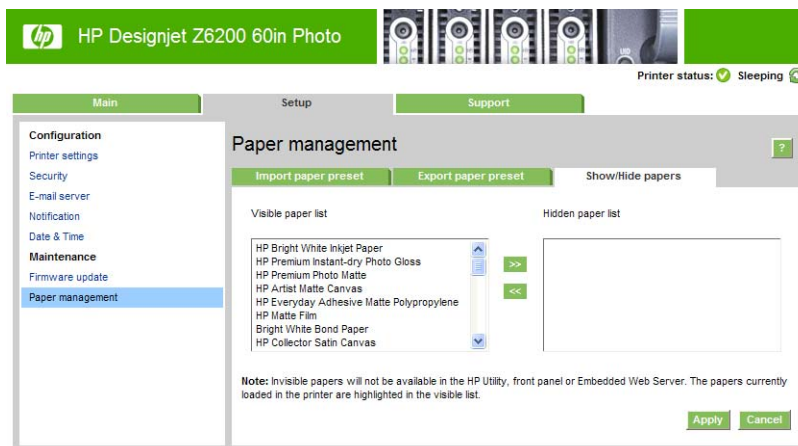 hp HP Designjet Z6200 60in Photo
UID
Printer status: Sleeping
Main Setup Support
Configuration
Printer settings
Security
E-mail server
Notification
Date & Time
Maintenance
Firmware update
Paper management
Paper management
?
Import paper preset Export paper preset Show/Hide papers
Visible paper list Hidden paper list
HP Bright White Inkjet Paper
HP Premium Instant-dry Photo Gloss
HP Premium Photo Matte
HP Artist Matte Canvas
HP Everyday Adhesive Matte Polypropylene
HP Matte Film
Bright White Bond Paper
HP Collector Satin Canvas
>>
<<
Note: Invisible papers will not be available in the HP Utility, front panel or Embedded Web Server. The papers currently
loaded in the printer are highlighted in the visible list.
Apply Cancel